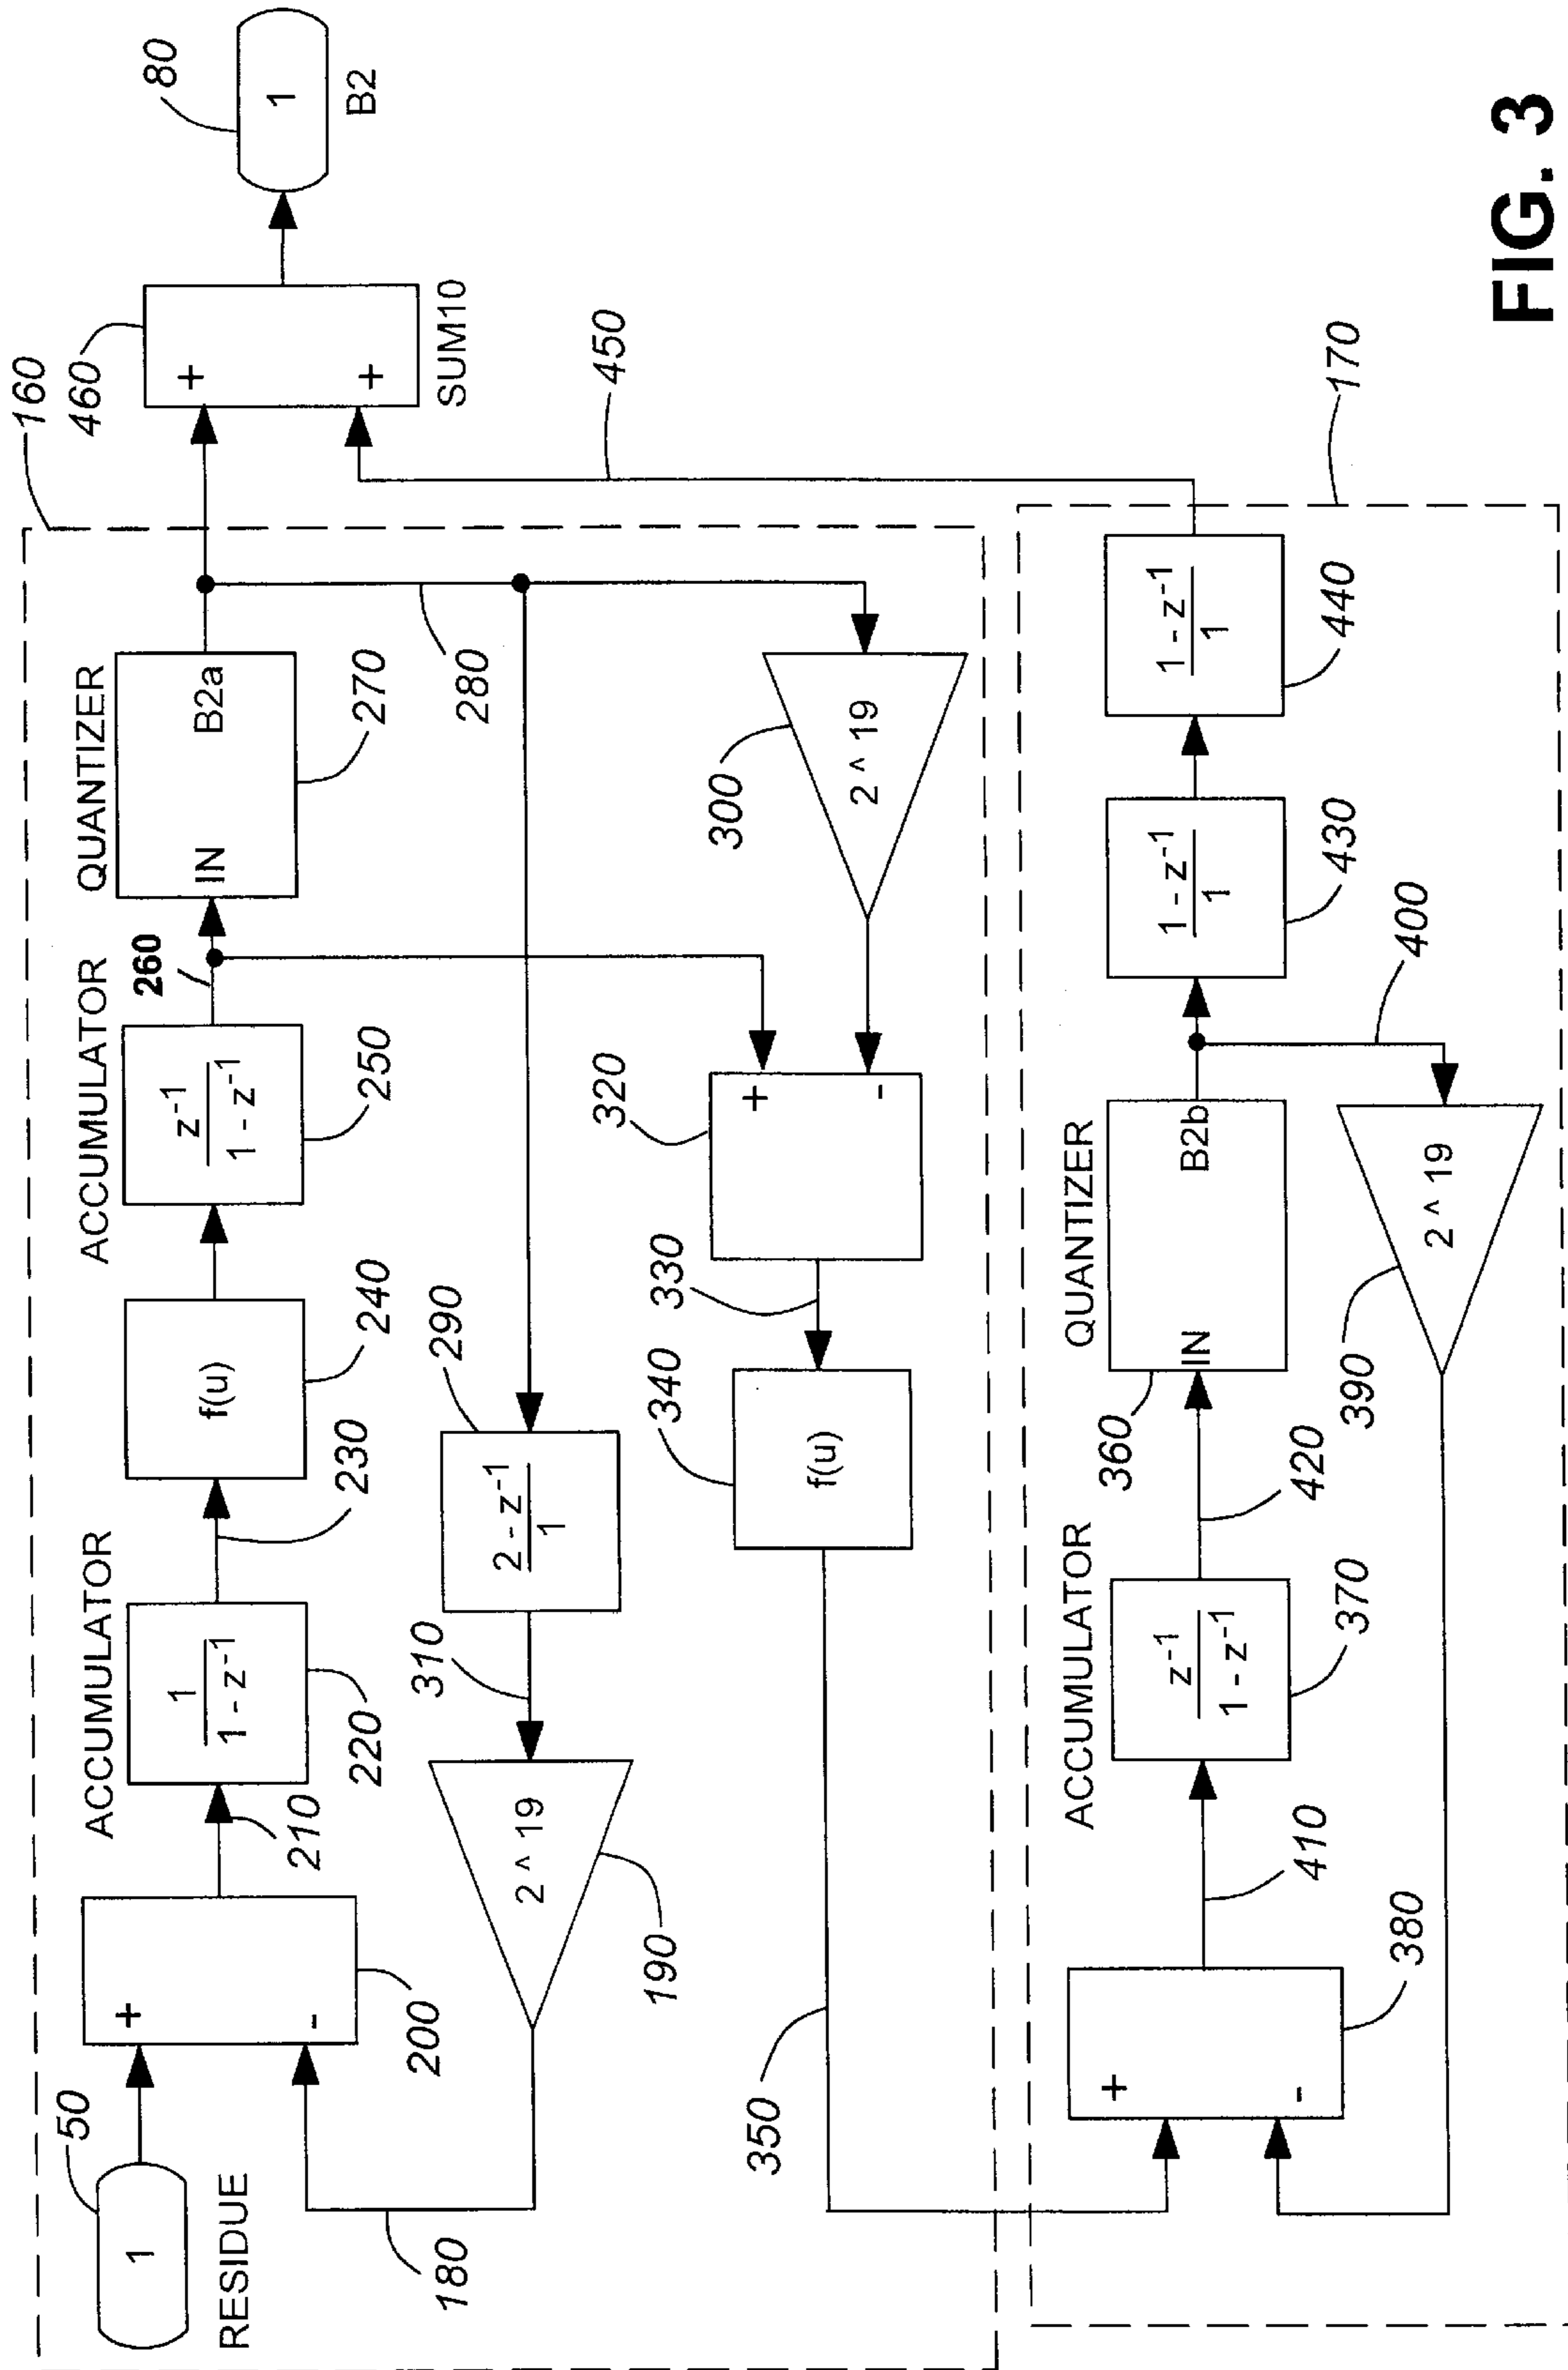 50
1
RESIDUE
+
-
200
180
210
ACCUMULATOR
1
1 - z⁻¹
220
230
f(u)
240
ACCUMULATOR
z⁻¹
1 - z⁻¹
250
260
QUANTIZER
IN B2a
270
280
160
460
+
+
SUM10
80
1
B2
2 ^ 19
190
310
290
2 - z⁻¹
1
350
340
f(u)
330
320
+
-
300
2 ^ 19
450
170
+
-
380
410
ACCUMULATOR
z⁻¹
1 - z⁻¹
370
420
QUANTIZER
360
IN B2b
400
390
2 ^ 19
1 - z⁻¹
1
430
1 - z⁻¹
1
440
FIG. 3